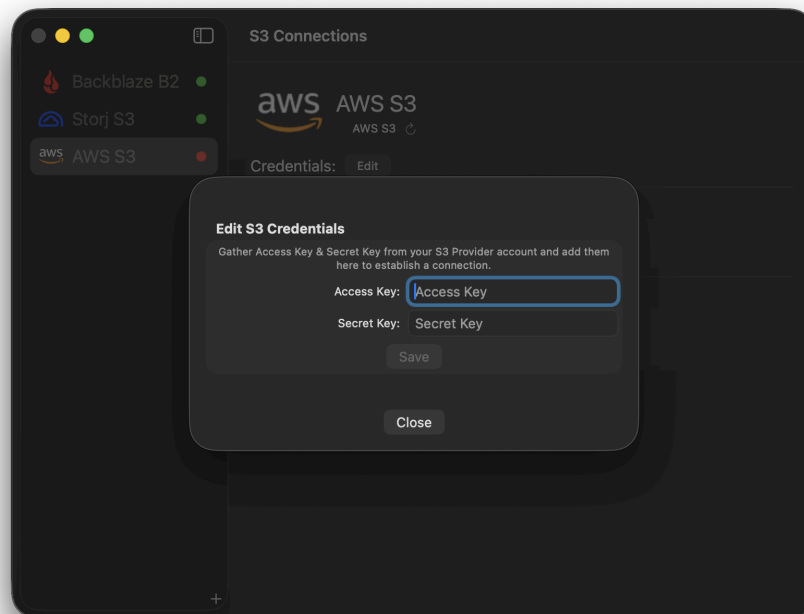 S3 Connections
Backblaze B2
Storj S3
aws AWS S3
aws AWS S3
AWS S3
Credentials: Edit
Edit S3 Credentials
Gather Access Key & Secret Key from your S3 Provider account and add them
here to establish a connection.
Access Key: Access Key
Secret Key: Secret Key
Save
Close